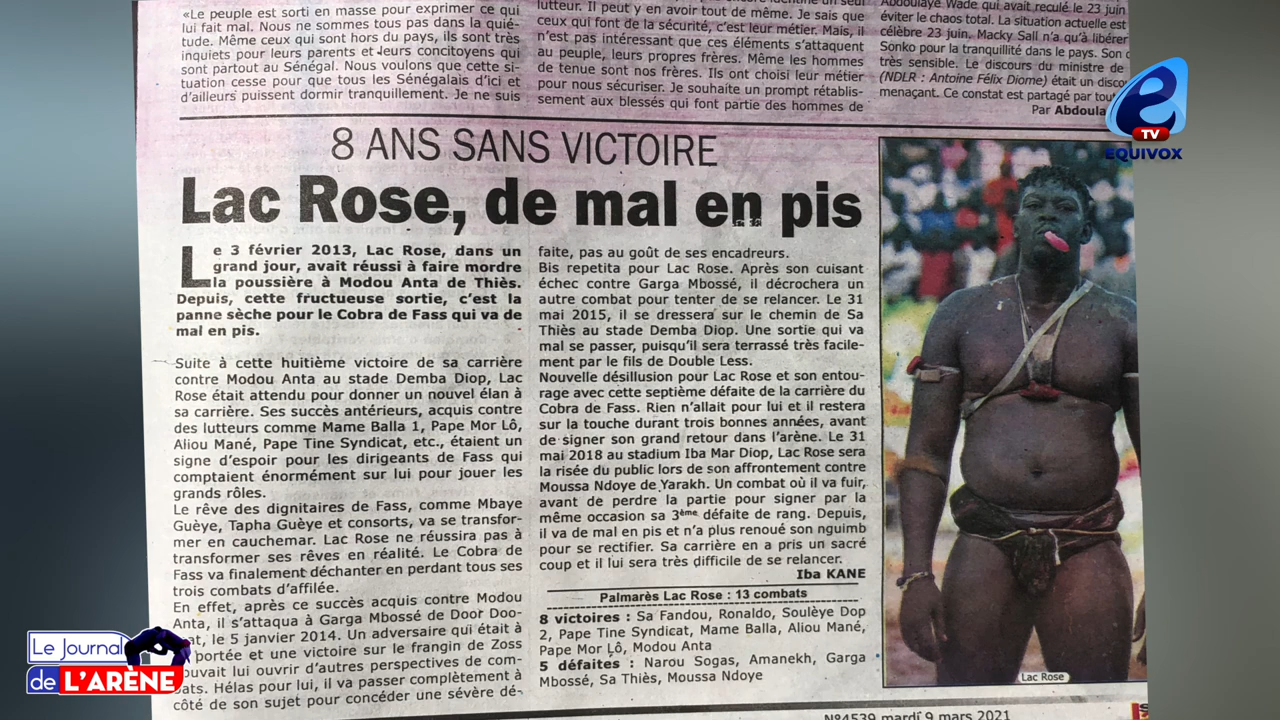 «Le peuple est sorti en masse pour exprimer ce qui
lui fait mal. Nous ne sommes tous pas dans la quié-
tude. Même ceux qui sont hors du pays, ils sont très
inquiets pour leurs parents et leurs concitoyens qui
sont partout au Sénégal. Nous voulons que cette si-
tuation cesse pour que tous les Sénégalais d'ici et
d'ailleurs puissent dormir tranquillement. Je ne suis
lutteur. Il peut y en avoir tout de même. Je sais que
ceux qui font de la sécurité, c'est leur métier. Mais, il
n'est pas intéressant que ces éléments s'attaquent
au peuple, leurs propres frères. Même les hommes
de tenue sont nos frères. Ils ont choisi leur métier
pour nous sécuriser. Je souhaite un prompt rétablis-
sement aux blessés qui font partie des hommes de
Abdoulaye Wade qui avait reculé le 23 juin
éviter le chaos total. La situation actuelle est
célèbre 23 juin. Macky Sall n'a qu'à libérer
Sonko pour la tranquillité dans le pays. Son
très sensible. Le discours du ministre de
(NDLR : Antoine Félix Diome) était un disco
menaçant. Ce constat est partagé par tou
Par Abdoula
e
TV
EQUIVOX
8 ANS SANS VICTOIRE
Lac Rose, de mal en pis
Le 3 février 2013, Lac Rose, dans un
grand jour, avait réussi à faire mordre
la poussière à Modou Anta de Thiès.
Depuis, cette fructueuse sortie, c'est la
panne sèche pour le Cobra de Fass qui va de
mal en pis.
Suite à cette huitième victoire de sa carrière
contre Modou Anta au stade Demba Diop, Lac
Rose était attendu pour donner un nouvel élan à
sa carrière. Ses succès antérieurs, acquis contre
des lutteurs comme Mame Balla 1, Pape Mor Lô,
Aliou Mané, Pape Tine Syndicat, etc., étaient un
signe d'espoir pour les dirigeants de Fass qui
comptaient énormément sur lui pour jouer les
grands rôles.
Le rêve des dignitaires de Fass, comme Mbaye
Guèye, Tapha Guèye et consorts, va se transfor-
mer en cauchemar. Lac Rose ne réussira pas à
transformer ses rêves en réalité. Le Cobra de
Fass va finalement déchanter en perdant tous ses
trois combats d'affilée.
En effet, après ce succès acquis contre Modou
Anta, il s'attaqua à Garga Mbossé de Door Doo-
at, le 5 janvier 2014. Un adversaire qui était à
portée et une victoire sur le frangin de Zoss
ouvait lui ouvrir d'autres perspectives de com-
ats. Hélas pour lui, il va passer complètement à
côté de son sujet pour concéder une sévère dé-
faite, pas au goût de ses encadreurs.
Bis repetita pour Lac Rose. Après son cuisant
échec contre Garga Mbossé, il décrochera un
autre combat pour tenter de se relancer. Le 31
mai 2015, il se dressera sur le chemin de Sa
Thiès au stade Demba Diop. Une sortie qui va
mal se passer, puisqu'il sera terrassé très facile-
ment par le fils de Double Less.
Nouvelle désillusion pour Lac Rose et son entou-
rage avec cette septième défaite de la carrière du
Cobra de Fass. Rien n'allait pour lui et il restera
sur la touche durant trois bonnes années, avant
de signer son grand retour dans l'arène. Le 31
mai 2018 au stadium Iba Mar Diop, Lac Rose sera
la risée du public lors de son affrontement contre
Moussa Ndoye de Yarakh. Un combat où il va fuir,
avant de perdre la partie pour signer par la
même occasion sa 3ème défaite de rang. Depuis,
il va de mal en pis et n'a plus renoué son nguimb
pour se rectifier. Sa carrière en a pris un sacré
coup et il lui sera très difficile de se relancer.
Iba KANE
Palmarès Lac Rose : 13 combats
8 victoires : Sa Fandou, Ronaldo, Soulèye Dop
2, Pape Tine Syndicat, Mame Balla, Aliou Mané,
Pape Mor Lô, Modou Anta
5 défaites : Narou Sogas, Amanekh, Garga
Mbossé, Sa Thiès, Moussa Ndoye
Lac Rose
Le Journal
de L'ARÈNE
N°4539 mardi 9 mars 2021